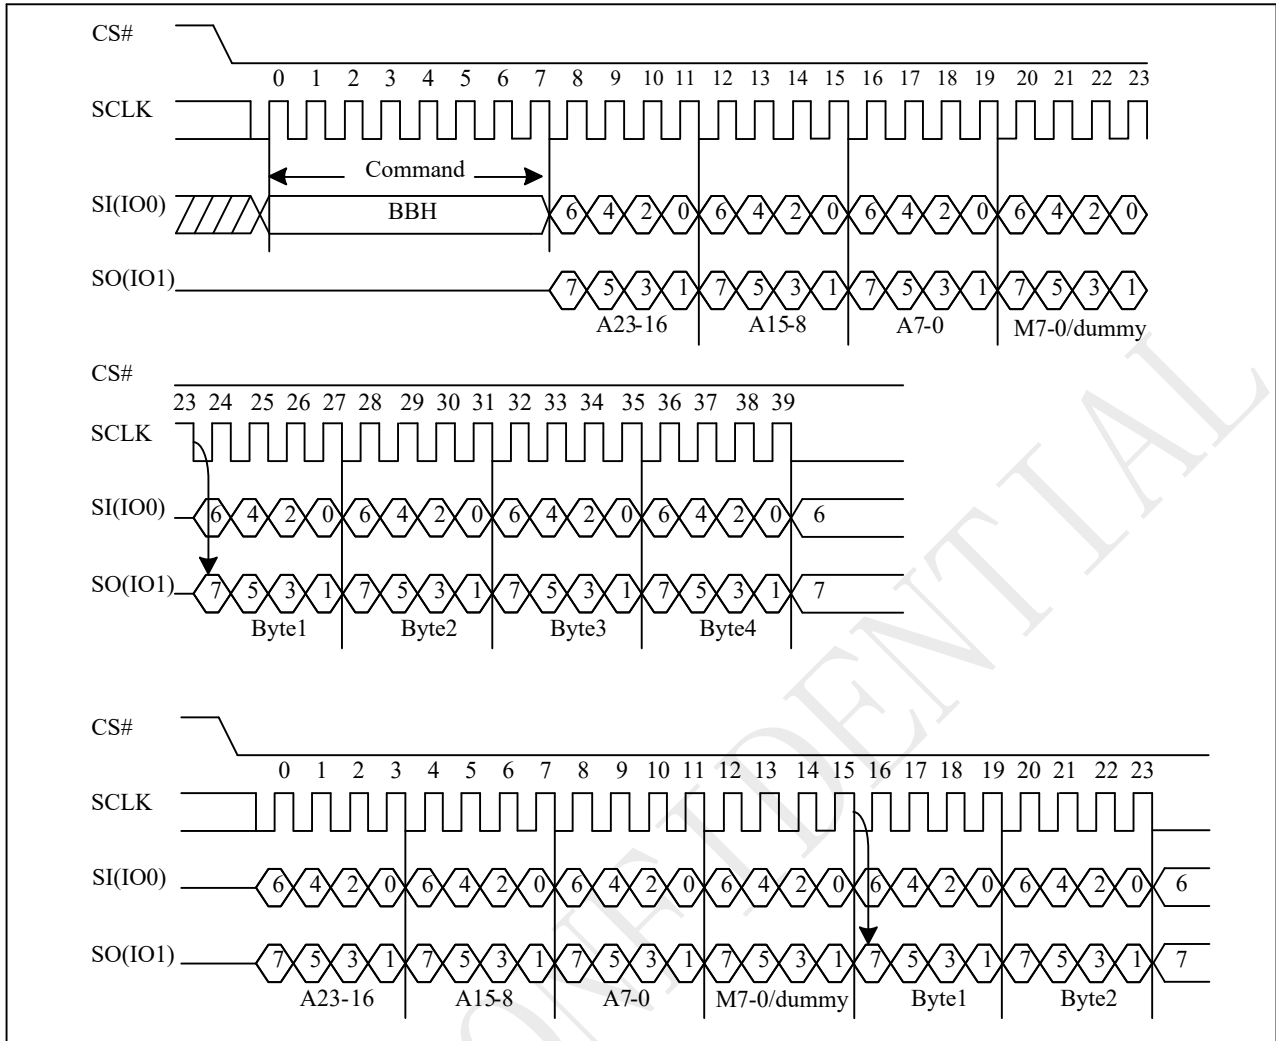 CS#
0 1 2 3 4 5 6 7 8 9 10 11 12 13 14 15 16 17 18 19 20 21 22 23
SCLK
Command
SI(IO0) BBH 6 4 2 0 6 4 2 0 6 4 2 0 6 4 2 0
SO(IO1) 7 5 3 1 7 5 3 1 7 5 3 1 7 5 3 1
A23-16 A15-8 A7-0 M7-0/dummy
CS#
23 24 25 26 27 28 29 30 31 32 33 34 35 36 37 38 39
SCLK
SI(IO0) 6 4 2 0 6 4 2 0 6 4 2 0 6 4 2 0 6
SO(IO1) 7 5 3 1 7 5 3 1 7 5 3 1 7 5 3 1 7
Byte1 Byte2 Byte3 Byte4
CS#
0 1 2 3 4 5 6 7 8 9 10 11 12 13 14 15 16 17 18 19 20 21 22 23
SCLK
SI(IO0) 6 4 2 0 6 4 2 0 6 4 2 0 6 4 2 0 6 4 2 0 6 4 2 0 6
SO(IO1) 7 5 3 1 7 5 3 1 7 5 3 1 7 5 3 1 7 5 3 1 7 5 3 1 7
A23-16 A15-8 A7-0 M7-0/dummy Byte1 Byte2
ONFIDENTIAL